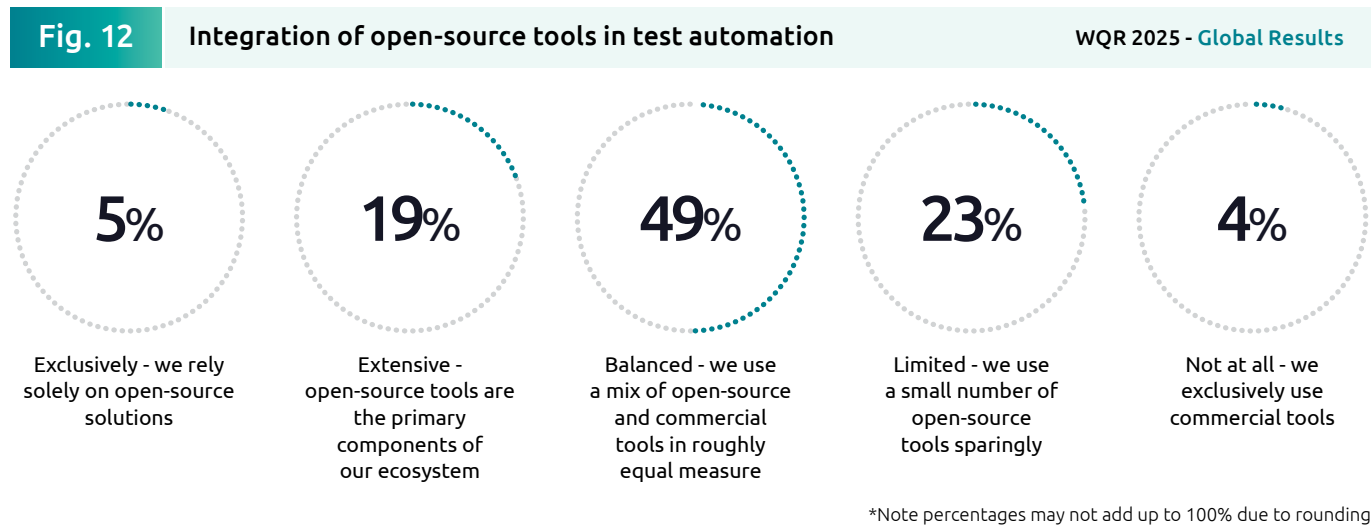 Fig. 12
Integration of open-source tools in test automation
WQR 2025 - Global Results
5%
19%
49%
23%
4%
Exclusively - we rely
solely on open-source
solutions
Extensive -
open-source tools are
the primary
components of
our ecosystem
Balanced - we use
a mix of open-source
and commercial
tools in roughly
equal measure
Limited - we use
a small number of
open-source
tools sparingly
Not at all - we
exclusively use
commercial tools
*Note percentages may not add up to 100% due to rounding